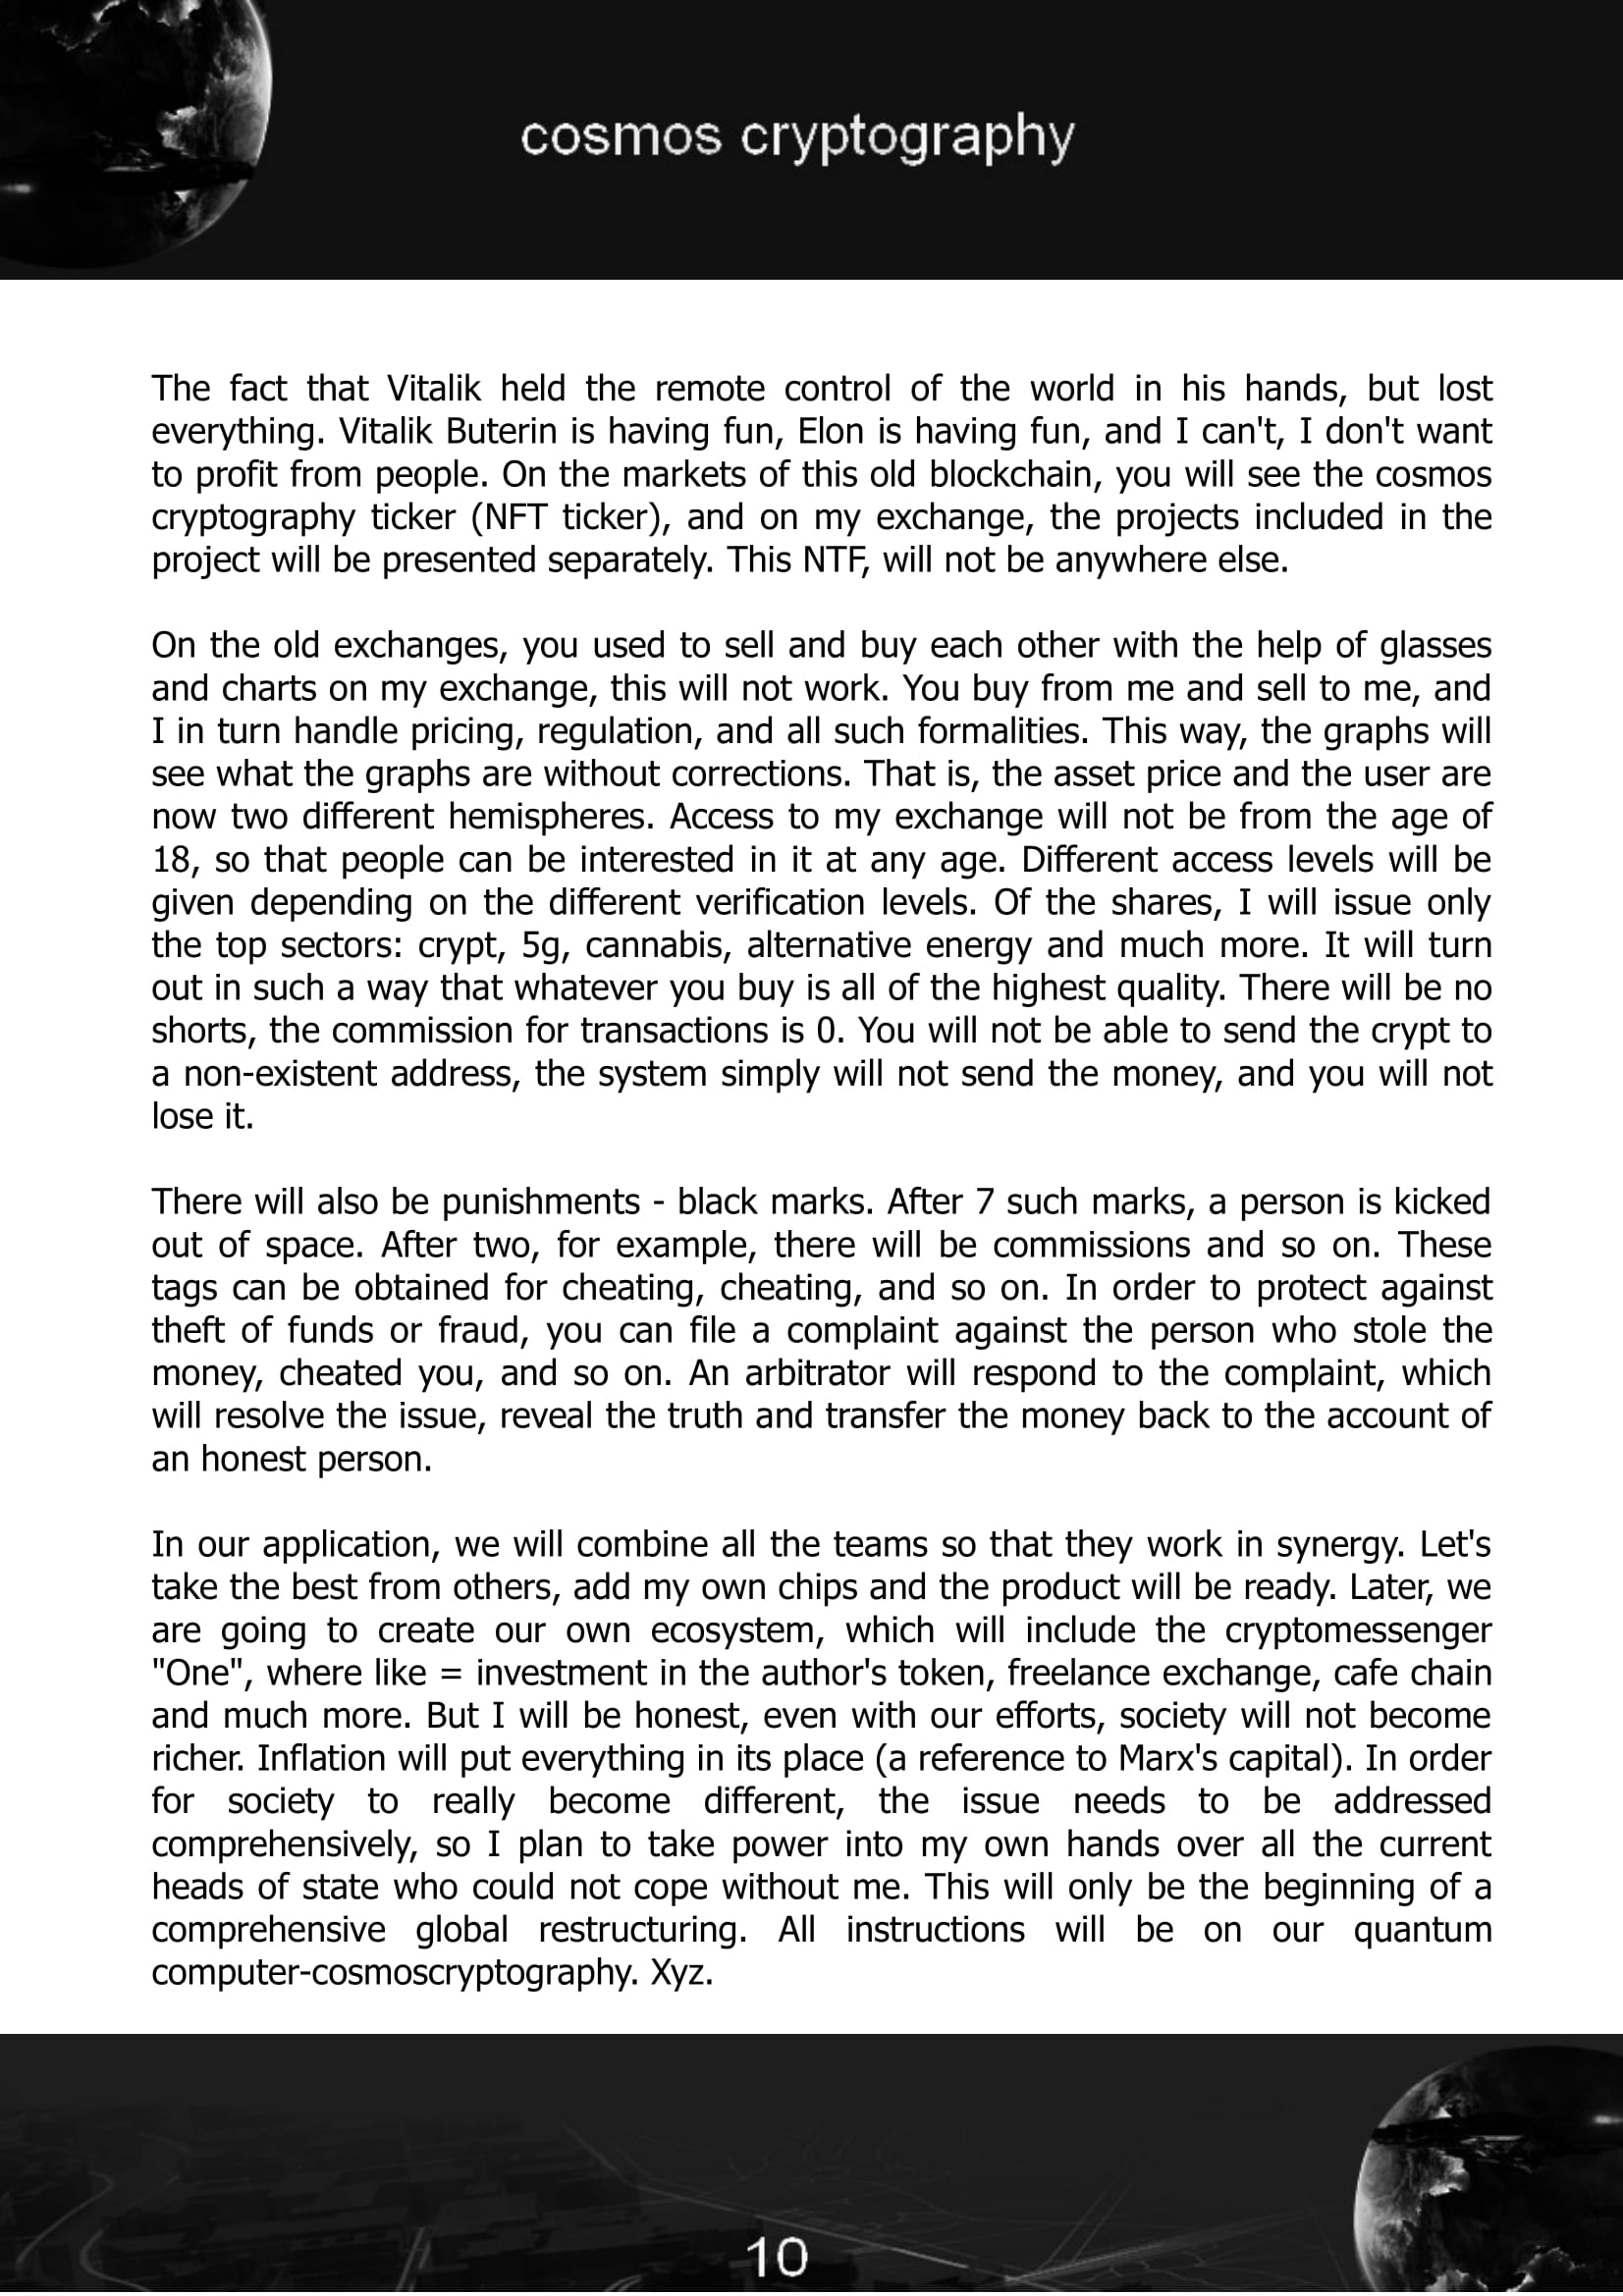 cosmos cryptography
The fact that Vitalik held the remote control of the world in his hands, but lost
everything. Vitalik Buterin is having fun, Elon is having fun, and I can't, I don't want
to profit from people. On the markets of this old blockchain, you will see the cosmos
cryptography ticker (NFT ticker), and on my exchange, the projects included in the
project will be presented separately. This NTF, will not be anywhere else.
On the old exchanges, you used to sell and buy each other with the help of glasses
and charts on my exchange, this will not work. You buy from me and sell to me, and
I in turn handle pricing, regulation, and all such formalities. This way, the graphs will
see what the graphs are without corrections. That is, the asset price and the user are
now two different hemispheres. Access to my exchange will not be from the age of
18, so that people can be interested in it at any age. Different access levels will be
given depending on the different verification levels. Of the shares, I will issue only
the top sectors: crypt, 5g, cannabis, alternative energy and much more. It will turn
out in such a way that whatever you buy is all of the highest quality. There will be no
shorts, the commission for transactions is 0. You will not be able to send the crypt to
a non-existent address, the system simply will not send the money, and you will not
lose it.
There will also be punishments - black marks. After 7 such marks, a person is kicked
out of space. After two, for example, there will be commissions and so on. These
tags can be obtained for cheating, cheating, and so on. In order to protect against
theft of funds or fraud, you can file a complaint against the person who stole the
money, cheated you, and so on. An arbitrator will respond to the complaint, which
will resolve the issue, reveal the truth and transfer the money back to the account of
an honest person.
In our application, we will combine all the teams so that they work in synergy. Let's
take the best from others, add my own chips and the product will be ready. Later, we
are going to create our own ecosystem, which will include the cryptomessenger
"One", where like = investment in the author's token, freelance exchange, cafe chain
and much more. But I will be honest, even with our efforts, society will not become
richer. Inflation will put everything in its place (a reference to Marx's capital). In order
for society to really become different, the issue needs to be addressed
comprehensively, so I plan to take power into my own hands over all the current
heads of state who could not cope without me. This will only be the beginning of a
comprehensive global restructuring. All instructions will be on our quantum
computer-cosmoscryptography. Xyz.
10